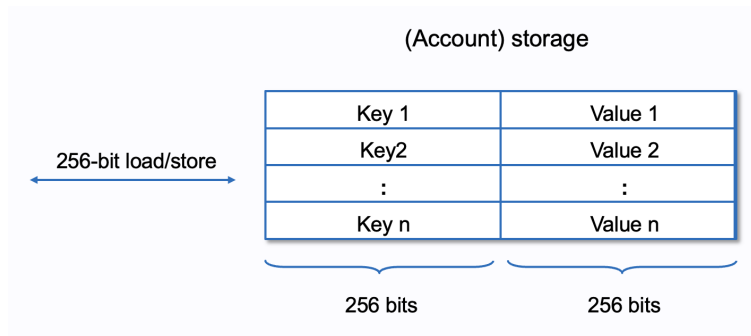 (Account) storage
Key 1 Value 1
256-bit load/store
Key2 Value 2
: :
Key n Value n
256 bits 256 bits